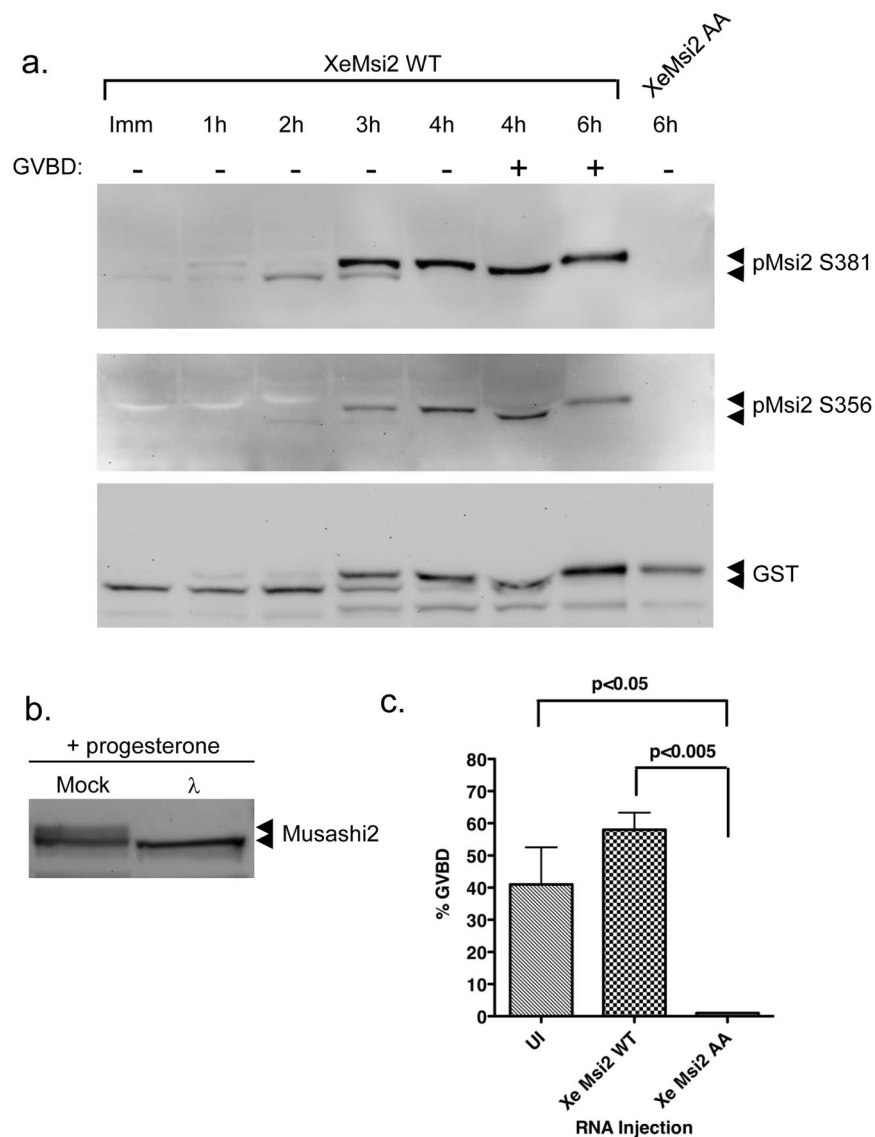 a.
XeMsi2 WT
XeMsi2 AA
Imm 1h 2h 3h 4h 4h 6h 6h
GVBD: - - - - - + + -
pMsi2 S381
pMsi2 S356
GST
b.
+ progesterone
Mock λ
Musashi2
c.
p<0.05
p<0.005
80
70
60
50
40
30
20
10
0
% GVBD
UI
Xe Msi2 WT
Xe Msi2 AA
RNA Injection